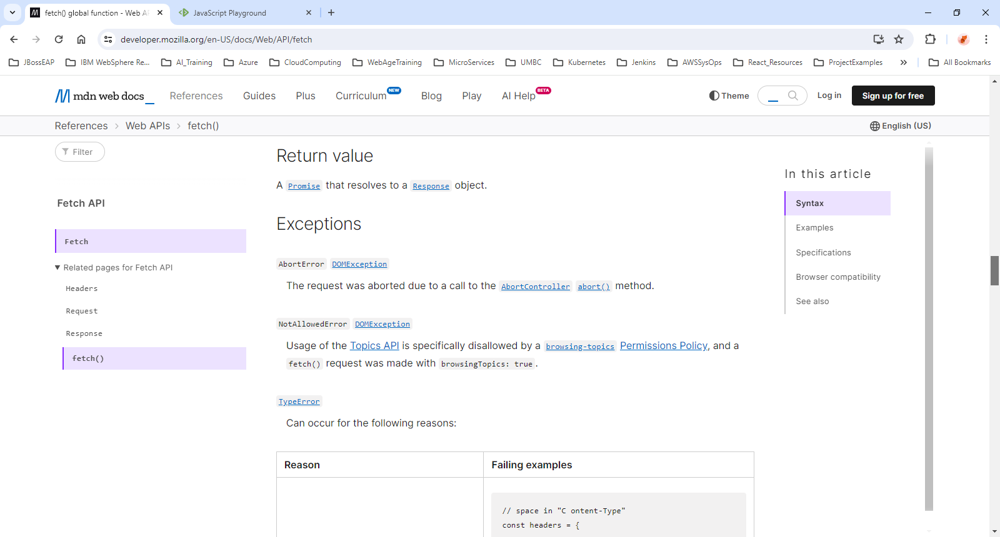 fetch() global function - Web A
JavaScript Playground
developer.mozilla.org/en-US/docs/Web/API/fetch
JBossEAP
IBM WebSphere Re...
AI_Training
Azure
CloudComputing
WebAgeTraining
MicroServices
UMBC
Kubernetes
Jenkins
AWSSysOps
React_Resources
ProjectExamples
All Bookmarks
mdn web docs_
References
Guides
Plus
Curriculum NEW
Blog
Play
AI Help BETA
Theme
Log in
Sign up for free
References > Web APIs > fetch()
English (US)
Filter
Fetch API
Fetch
Related pages for Fetch API
Headers
Request
Response
fetch()
Return value
A Promise that resolves to a Response object.
Exceptions
AbortError DOMException
The request was aborted due to a call to the AbortController abort() method.
NotAllowedError DOMException
Usage of the Topics API is specifically disallowed by a browsing-topics Permissions Policy, and a
fetch() request was made with browsingTopics: true.
TypeError
Can occur for the following reasons:
Reason
Failing examples
// space in "C ontent-Type"
const headers = {
In this article
Syntax
Examples
Specifications
Browser compatibility
See also